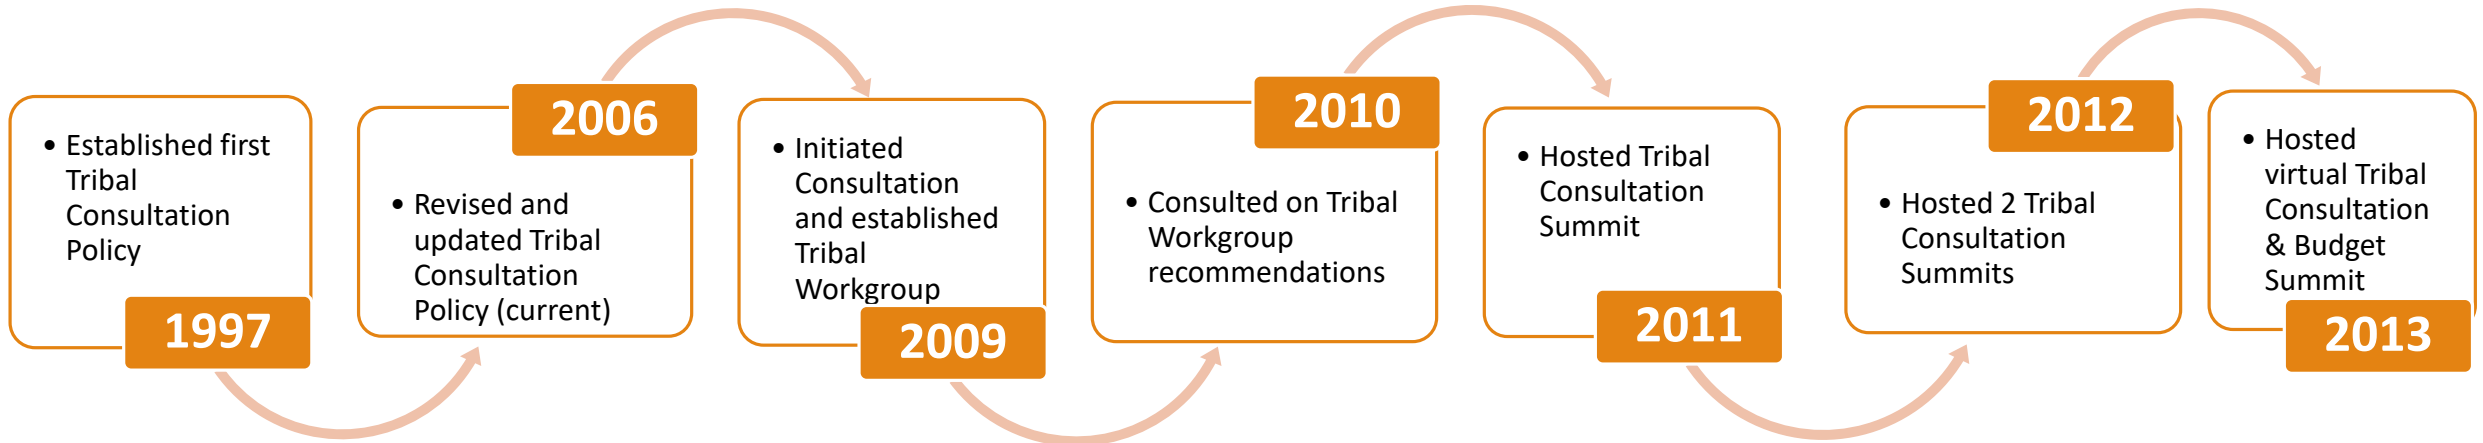 • Established first
Tribal
Consultation
Policy
1997
2006
• Revised and
updated Tribal
Consultation
Policy (current)
• Initiated
Consultation
and established
Tribal
Workgroup
2009
2010
• Consulted on Tribal
Workgroup
recommendations
• Hosted Tribal
Consultation
Summit
2011
2012
• Hosted 2 Tribal
Consultation
Summits
• Hosted
virtual Tribal
Consultation
& Budget
Summit
2013